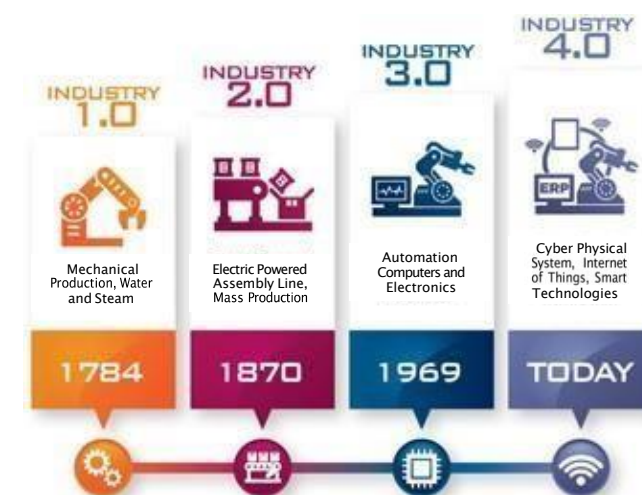 INDUSTRY
1.0
Mechanical
Production, Water
and Steam
1784
INDUSTRY
2.0
Electric Powered
Assembly Line,
Mass Production
1870
INDUSTRY
3.0
Automation
Computers and
Electronics
1969
INDUSTRY
4.0
ERP
Cyber Physical
System, Internet
of Things, Smart
Technologies
TODAY